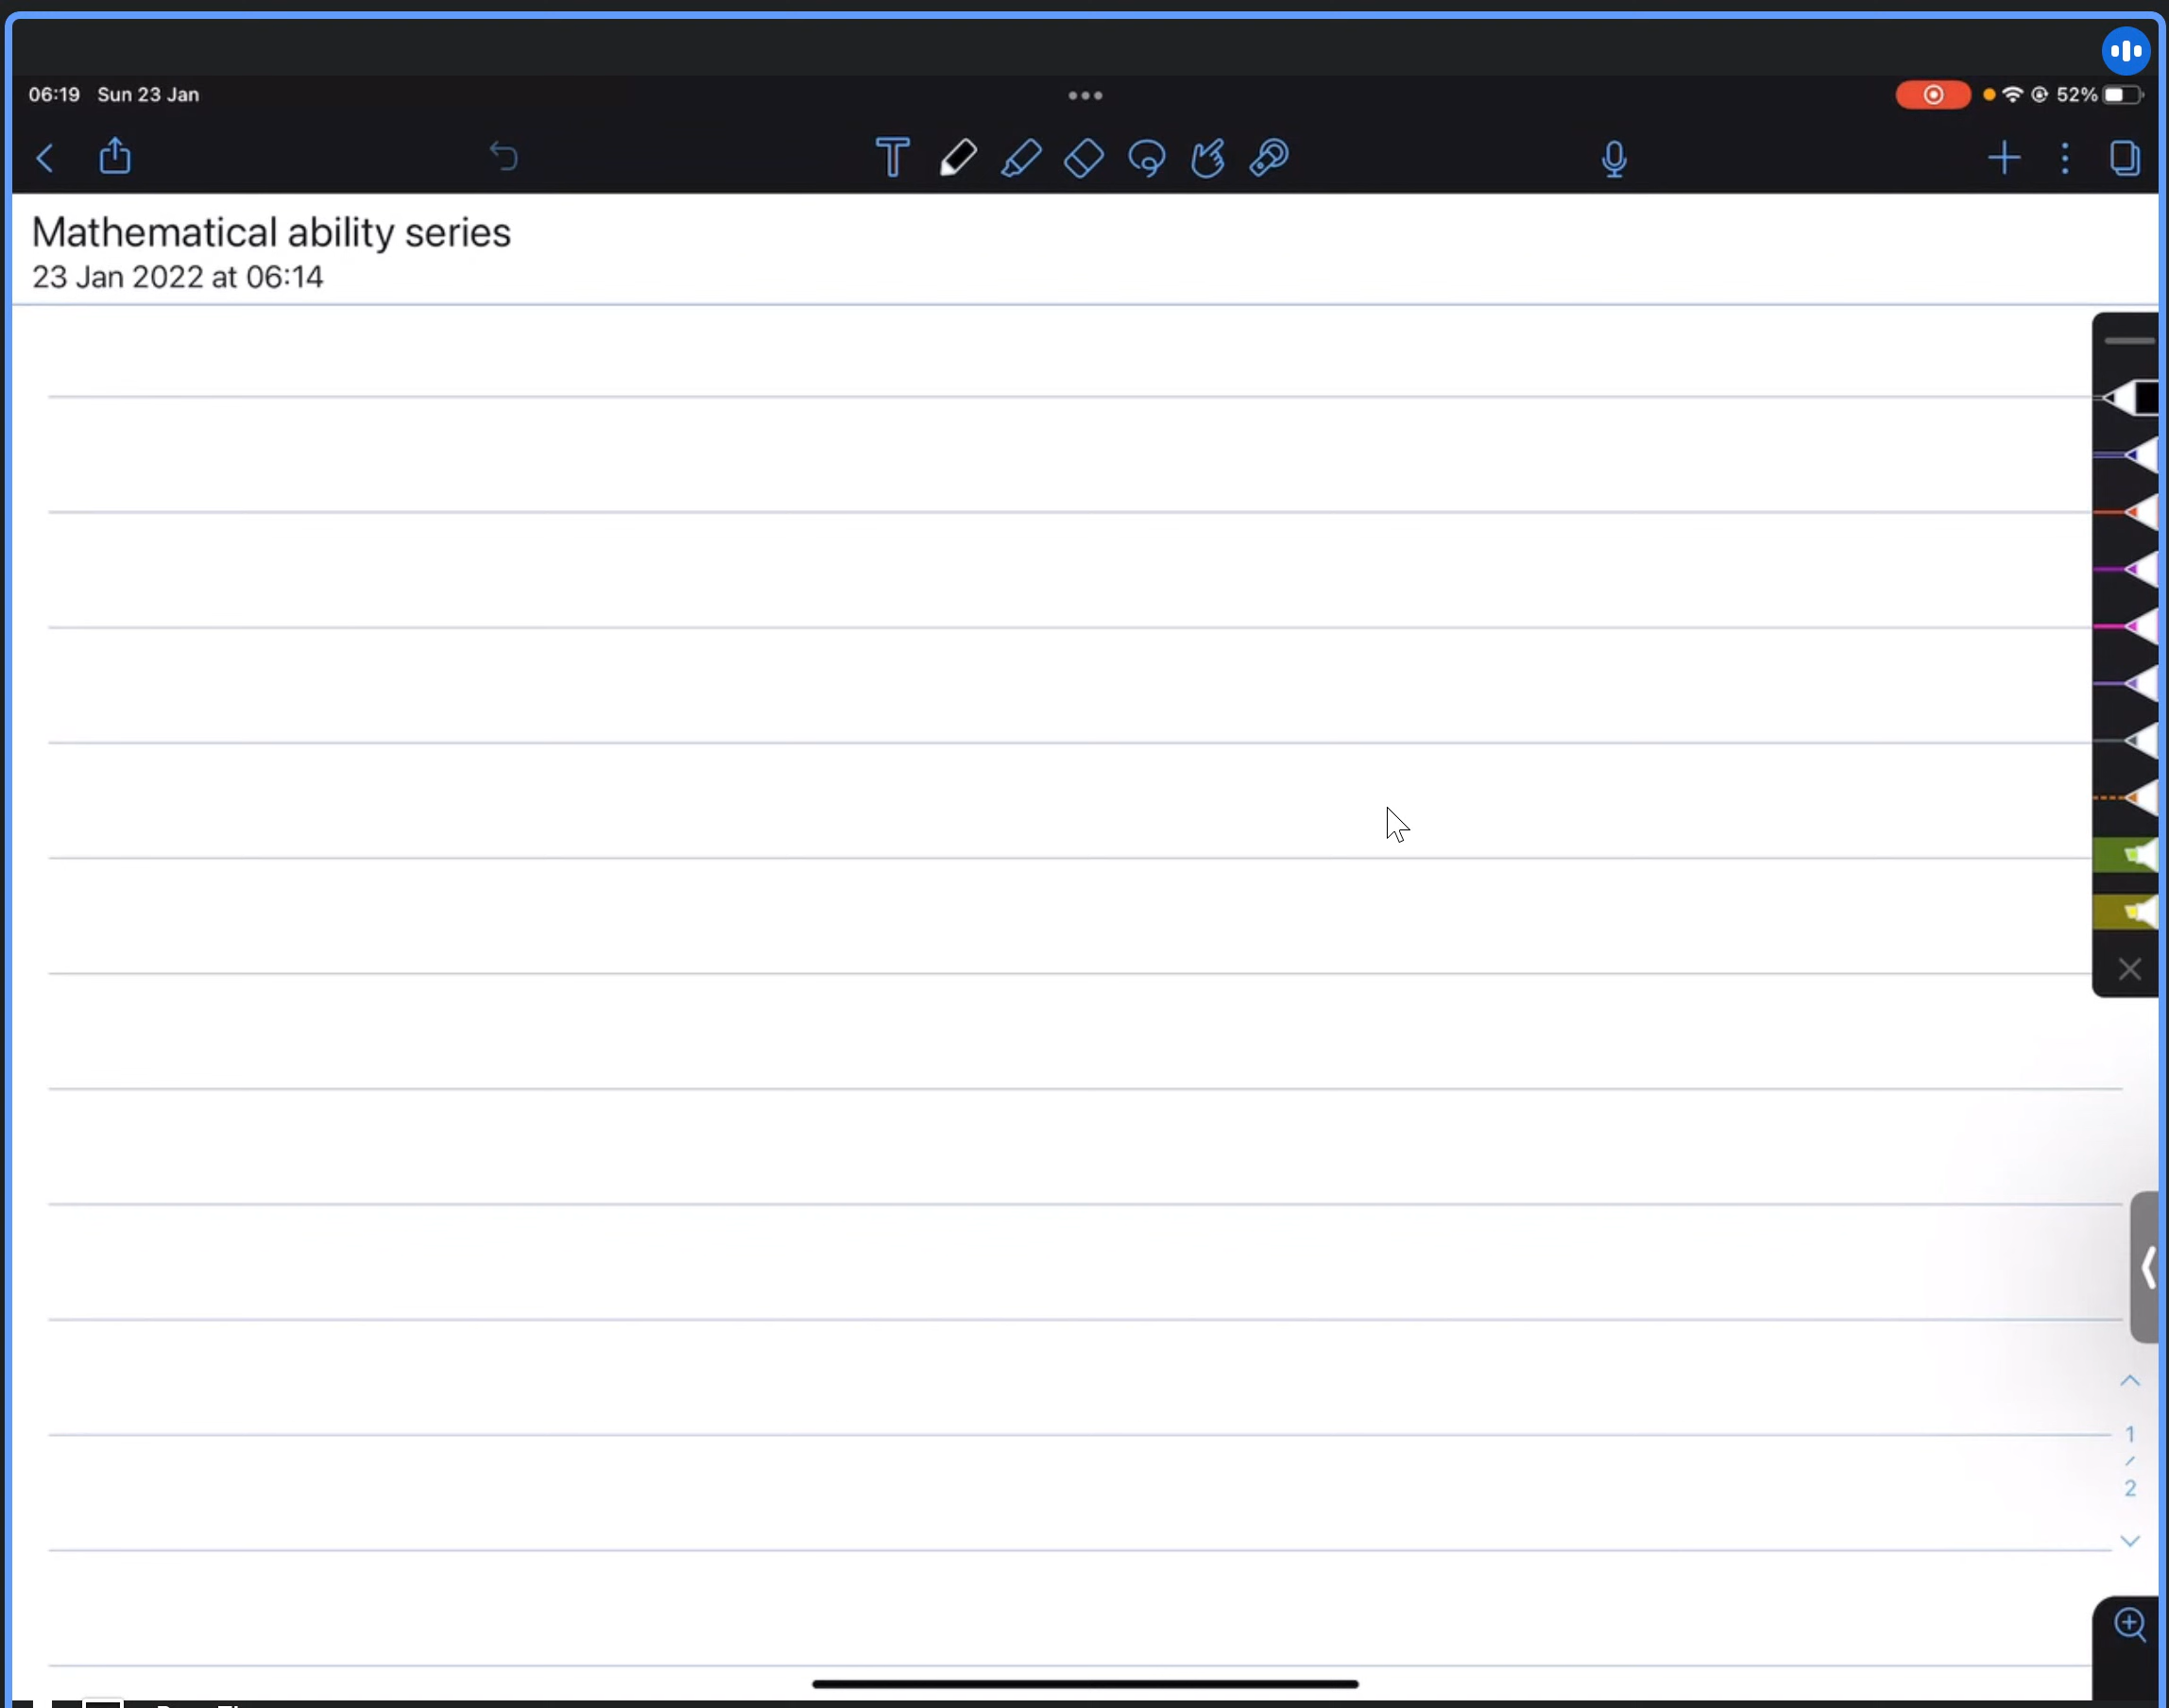 06:19 Sun 23 Jan
52%
Mathematical ability series
23 Jan 2022 at 06:14
1
/
2